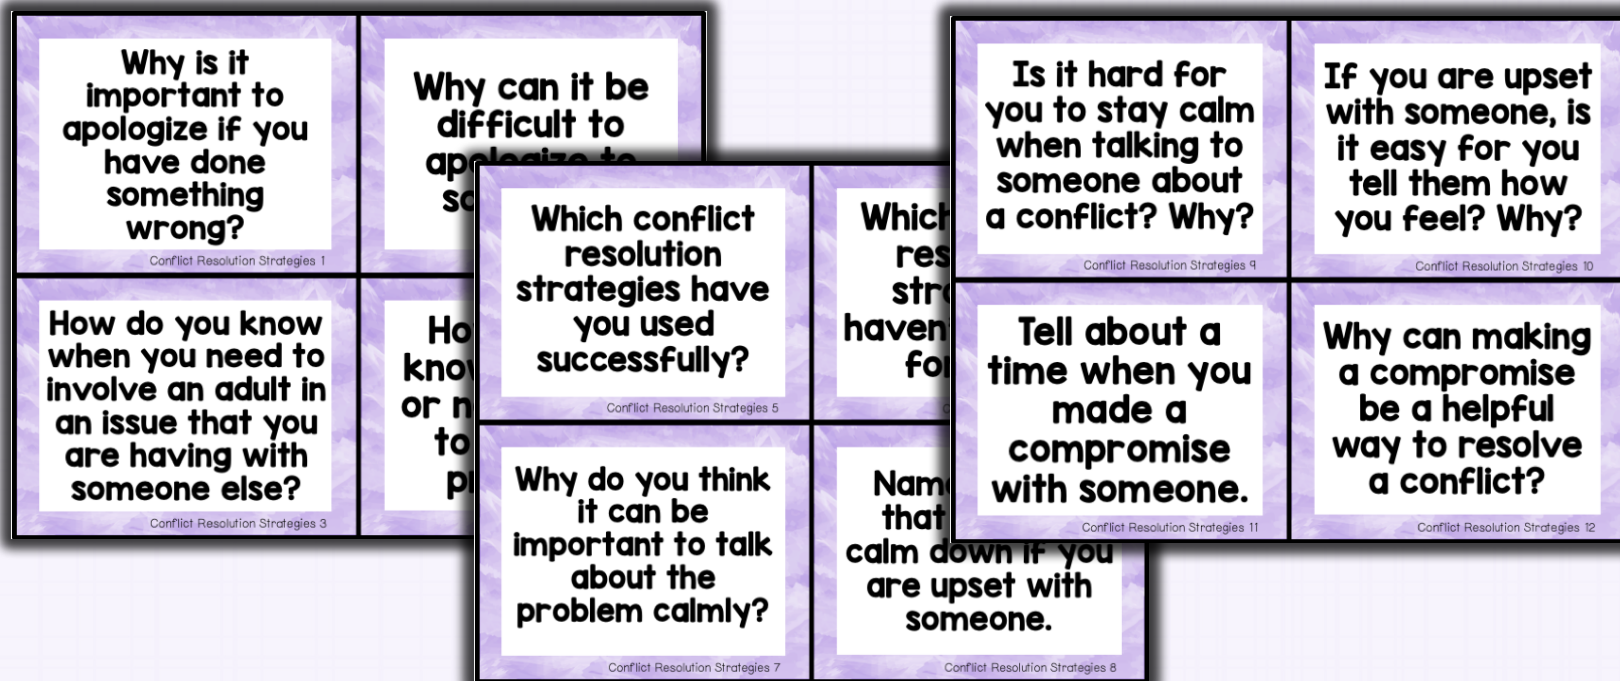 Why is it
important to
apologize if you
have done
something
wrong?
Conflict Resolution Strategies 1
Why can it be
difficult to
How do you know
when you need to
involve an adult in
an issue that you
are having with
someone else?
Conflict Resolution Strategies 3
or
to
Which conflict
resolution
strategies have
you used
successfully?
Conflict Resolution Strategies 5
Which
Why do you think
it can be
important to talk
about the
problem calmly?
Conflict Resolution Strategies 7
that
calm down if you
are upset with
someone.
Conflict Resolution Strategies 8
Is it hard for
you to stay calm
when talking to
someone about
a conflict? Why?
Conflict Resolution Strategies 9
If you are upset
with someone, is
it easy for you
tell them how
you feel? Why?
Conflict Resolution Strategies 10
Tell about a
time when you
made a
compromise
with someone.
Conflict Resolution Strategies 11
Why can making
a compromise
be a helpful
way to resolve
a conflict?
Conflict Resolution Strategies 12